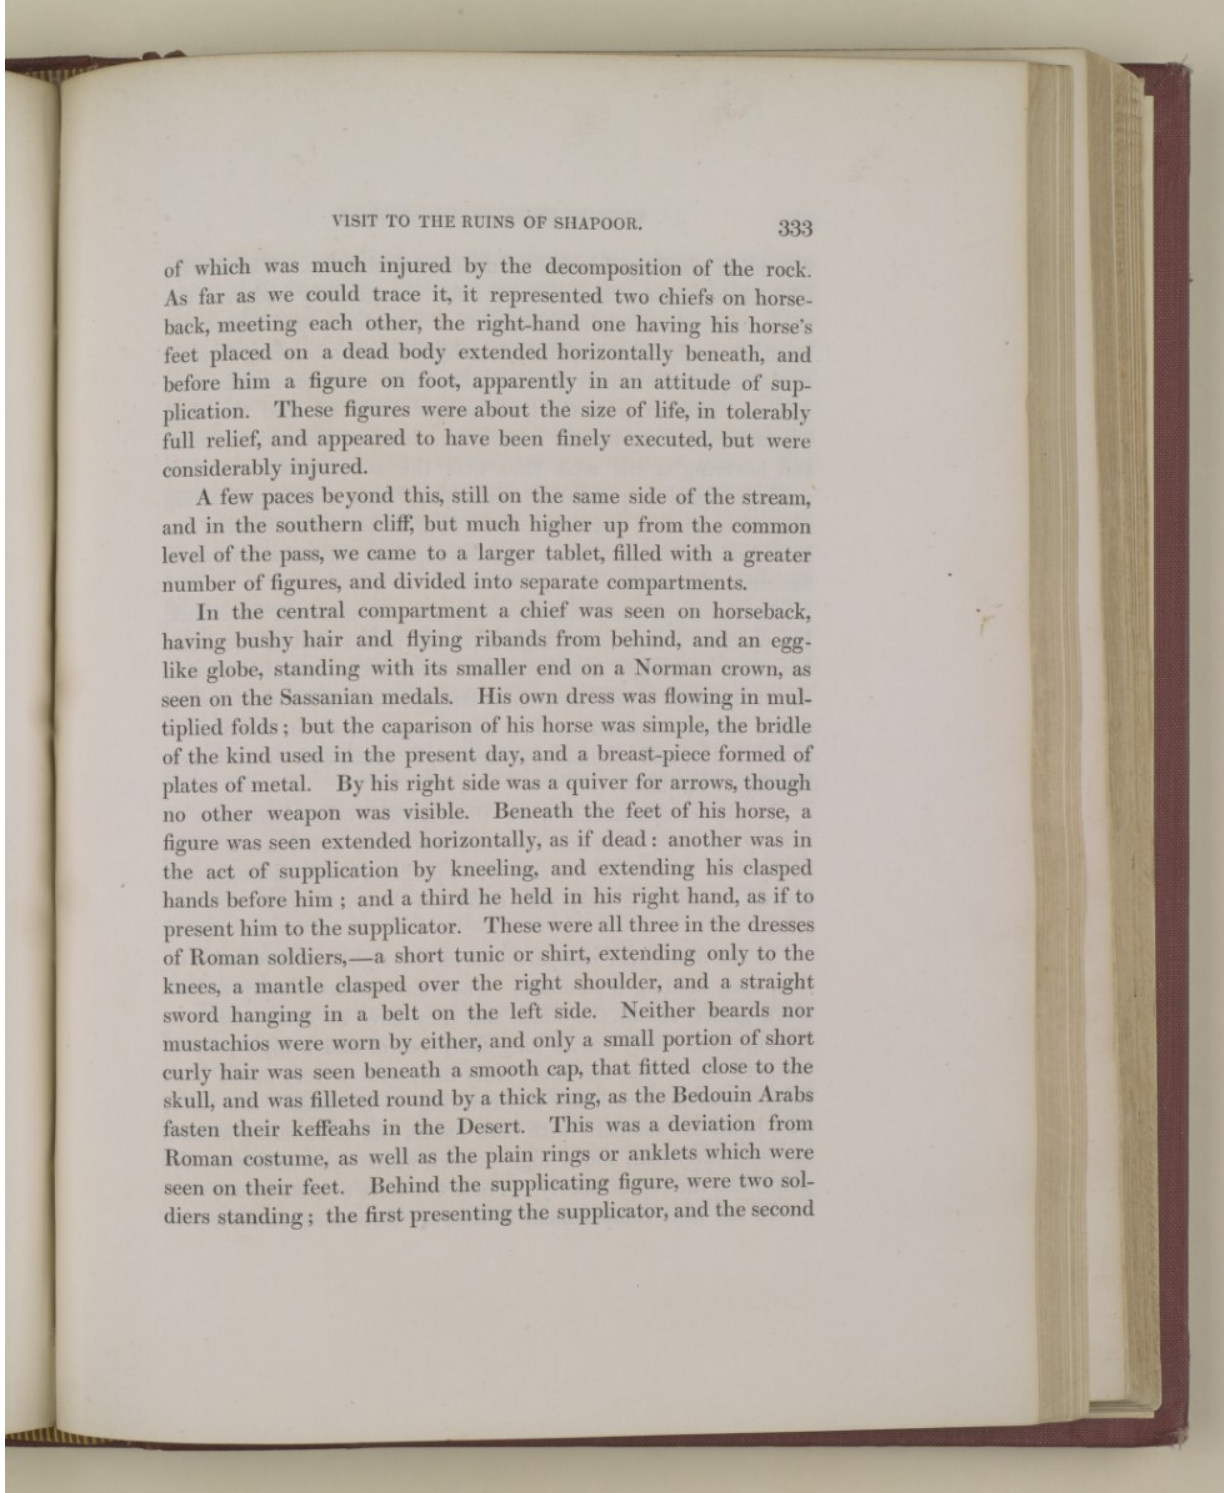 VISIT TO THE RUINS OF SHAPOOR. 333
of which was much injured by the decomposition of the rock.
As far as we could trace it, it represented two chiefs on horse-
back, meeting each other, the right-hand one having his horse's
feet placed on a dead body extended horizontally beneath, and
before him a figure on foot, apparently in an attitude of sup-
plication. These figures were about the size of life, in tolerably
full relief, and appeared to have been finely executed, but were
considerably injured.
A few paces beyond this, still on the same side of the stream,
and in the southern cliff, but much higher up from the common
level of the pass, we came to a larger tablet, filled with a greater
number of figures, and divided into separate compartments.
In the central compartment a chief was seen on horseback,
having bushy hair and flying ribands from behind, and an egg-
like globe, standing with its smaller end on a Norman crown, as
seen on the Sassanian medals. His own dress was flowing in mul-
tiplied folds; but the caparison of his horse was simple, the bridle
of the kind used in the present day, and a breast-piece formed of
plates of metal. By his right side was a quiver for arrows, though
no other weapon was visible. Beneath the feet of his horse, a
figure was seen extended horizontally, as if dead: another was in
the act of supplication by kneeling, and extending his clasped
hands before him; and a third he held in his right hand, as if to
present him to the supplicator. These were all three in the dresses
of Roman soldiers,—a short tunic or shirt, extending only to the
knees, a mantle clasped over the right shoulder, and a straight
sword hanging in a belt on the left side. Neither beards nor
mustachios were worn by either, and only a small portion of short
curly hair was seen beneath a smooth cap, that fitted close to the
skull, and was filleted round by a thick ring, as the Bedouin Arabs
fasten their keffeahs in the Desert. This was a deviation from
Roman costume, as well as the plain rings or anklets which were
seen on their feet. Behind the supplicating figure, were two sol-
diers standing; the first presenting the supplicator, and the second